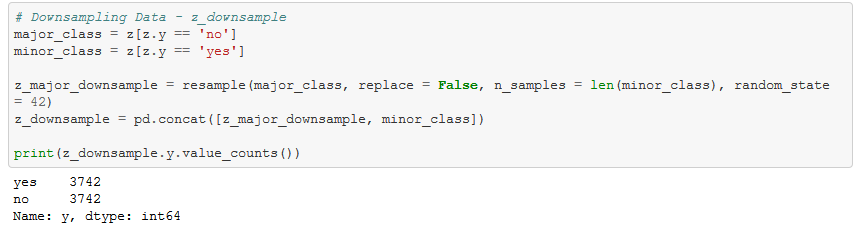 # Downsampling Data - z_downsample
major_class = z[z.y == 'no']
minor_class = z[z.y == 'yes']
z_major_downsample = resample(major_class, replace = False, n_samples = len(minor_class), random_state
= 42)
z_downsample = pd.concat([z_major_downsample, minor_class])
print(z_downsample.y.value_counts())
yes    3742
no     3742
Name: y, dtype: int64